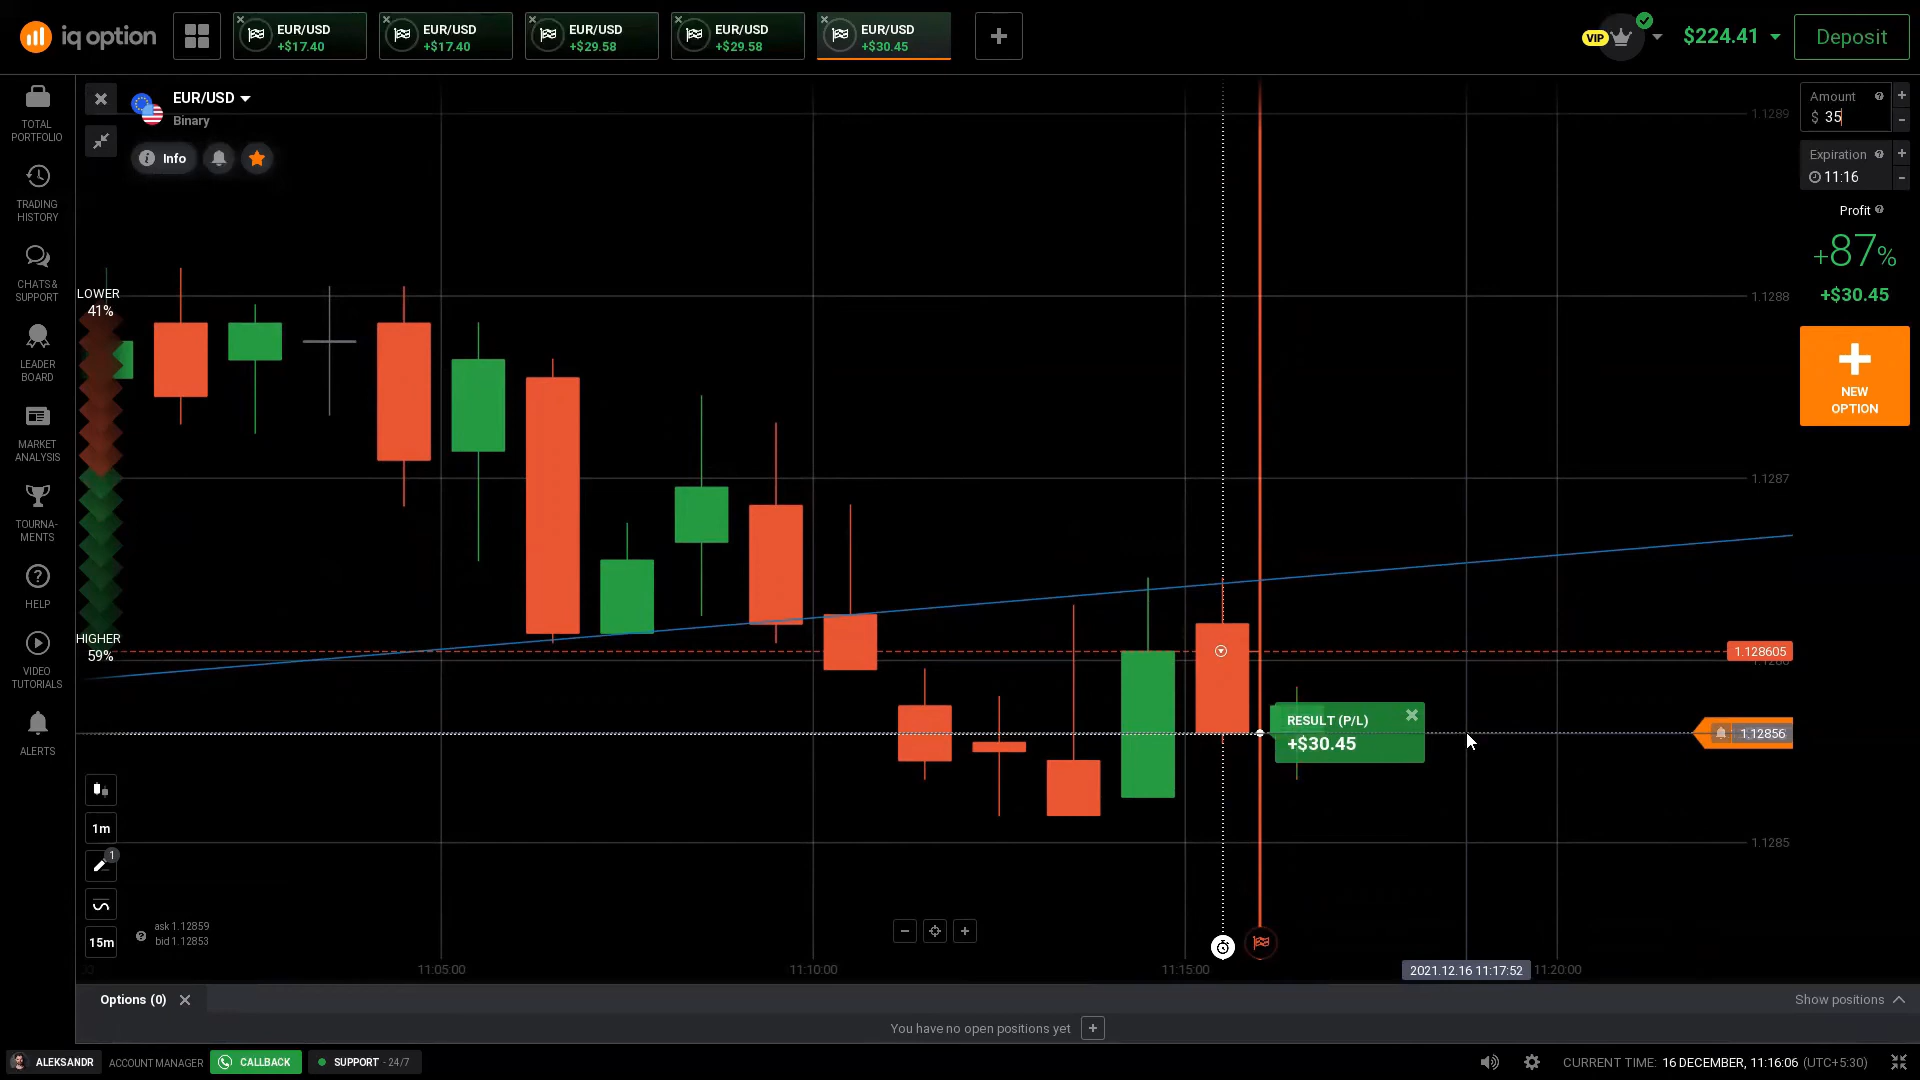 iq option
EUR/USD
+$17.40
EUR/USD
+$17.40
EUR/USD
+$29.58
EUR/USD
+$29.58
EUR/USD
+$30.45
VIP
$224.41
Deposit
TOTAL
PORTFOLIO
TRADING
HISTORY
CHATS &
SUPPORT
LEADER
BOARD
MARKET
ANALYSIS
TOURNA-
MENTS
HELP
VIDEO
TUTORIALS
ALERTS
EUR/USD
Binary
Info
LOWER
41%
HIGHER
59%
1m
1
15m
ask 1.12859
bid 1.12853
1.1289
1.1288
1.1287
1.128605
1.12856
1.1285
RESULT (P/L)
+$30.45
11:05:00
11:10:00
11:15:00
2021.12.16 11:17:52
11:20:00
Amount
$ 35
Expiration
11:16
Profit
+87%
+$30.45
NEW
OPTION
Options (0)
Show positions
You have no open positions yet
ALEKSANDR
ACCOUNT MANAGER
CALLBACK
SUPPORT - 24/7
CURRENT TIME: 16 DECEMBER, 11:16:06 (UTC+5:30)